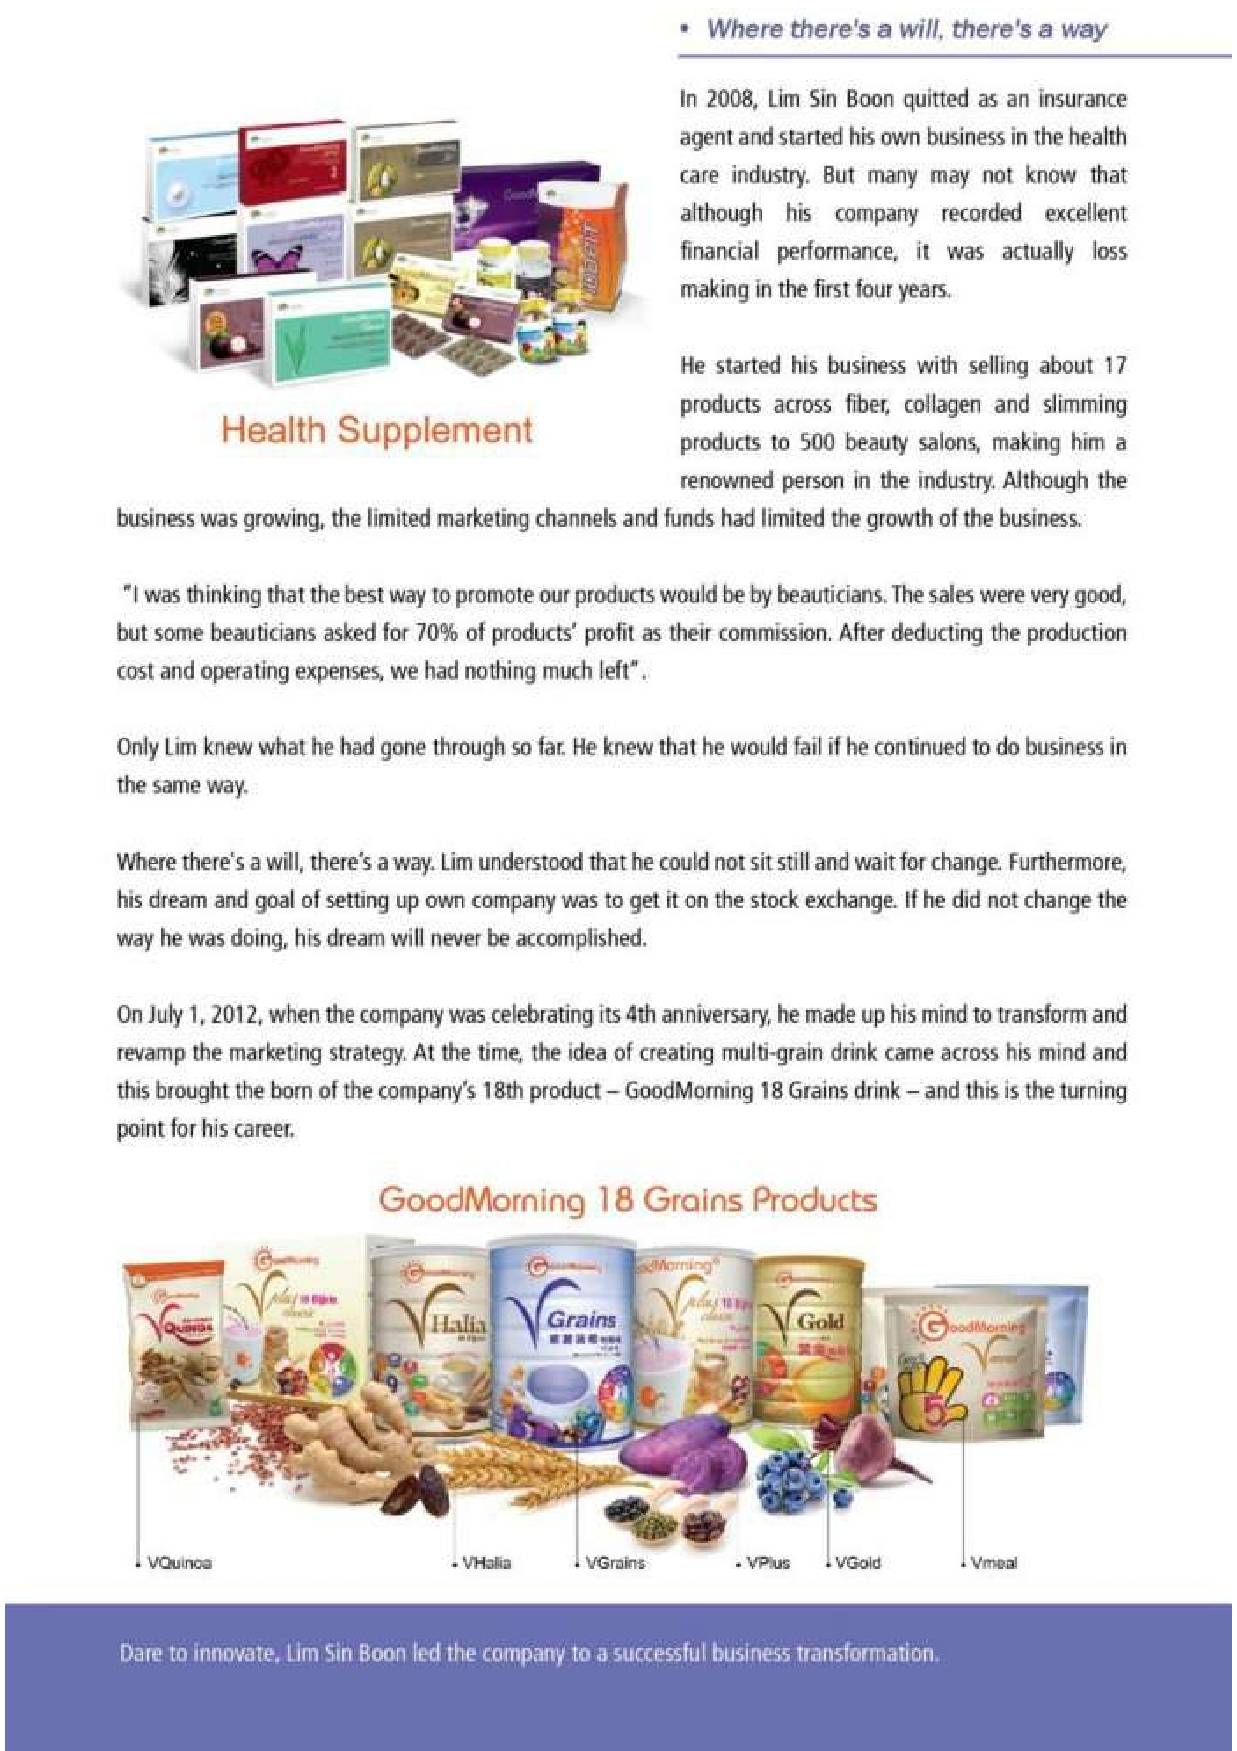 • Where there's a will, there's a way
In 2008, Lim Sin Boon quitted as an insurance
agent and started his own business in the health
care industry. But many may not know that
although his company recorded excellent
financial performance, it was actually loss
making in the first four years.
He started his business with selling about 17
products across fiber, collagen and slimming
products to 500 beauty salons, making him a
renowned person in the industry. Although the
Health Supplement
business was growing, the limited marketing channels and funds had limited the growth of the business.
"I was thinking that the best way to promote our products would be by beauticians. The sales were very good,
but some beauticians asked for 70% of products' profit as their commission. After deducting the production
cost and operating expenses, we had nothing much left".
Only Lim knew what he had gone through so far. He knew that he would fail if he continued to do business in
the same way.
Where there's a will, there's a way. Lim understood that he could not sit still and wait for change. Furthermore,
his dream and goal of setting up own company was to get it on the stock exchange. If he did not change the
way he was doing, his dream will never be accomplished.
On July 1, 2012, when the company was celebrating its 4th anniversary, he made up his mind to transform and
revamp the marketing strategy. At the time, the idea of creating multi-grain drink came across his mind and
this brought the born of the company's 18th product – GoodMorning 18 Grains drink – and this is the turning
point for his career.
GoodMorning 18 Grains Products
GoodMorning
VQuinoa
GoodMorning
Vplus
GoodMorning
VHalia
GoodMorning
VGrains
Vplus
GoodMorning
VGold
GoodMorning
5
VQuinoa
VHalia
VGrains
VPlus
VGold
Vmeal
Dare to innovate, Lim Sin Boon led the company to a successful business transformation.